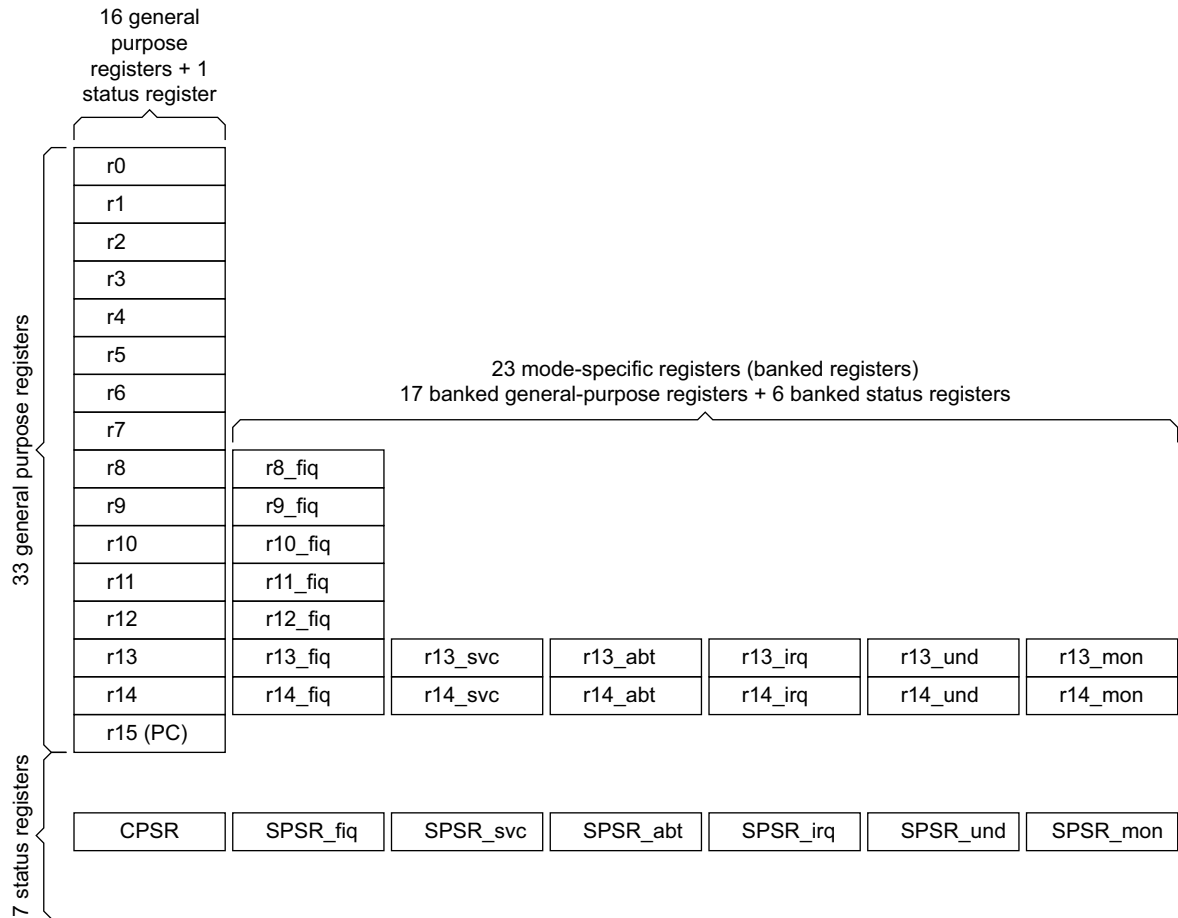 16 general
purpose
registers + 1
status register
33 general purpose registers
r0
r1
r2
r3
r4
r5
r6
r7
23 mode-specific registers (banked registers)
17 banked general-purpose registers + 6 banked status registers
r8 r8_fiq
r9 r9_fiq
r10 r10_fiq
r11 r11_fiq
r12 r12_fiq
r13 r13_fiq r13_svc r13_abt r13_irq r13_und r13_mon
r14 r14_fiq r14_svc r14_abt r14_irq r14_und r14_mon
r15 (PC)
7 status registers
CPSR SPSR_fiq SPSR_svc SPSR_abt SPSR_irq SPSR_und SPSR_mon